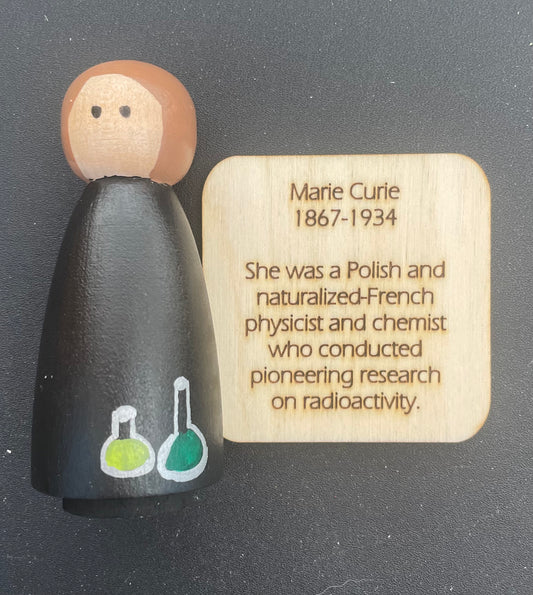 Marie Curie
1867-1934
She was a Polish and
naturalized-French
physicist and chemist
who conducted
pioneering research
on radioactivity.